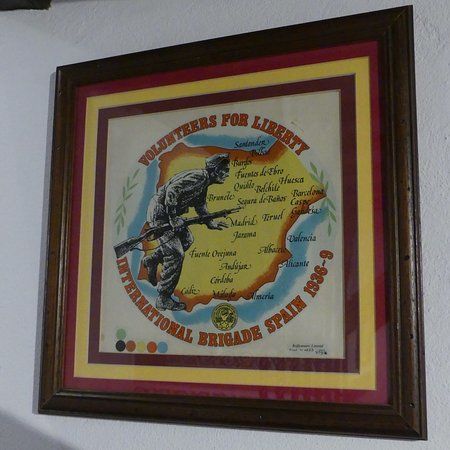 VOLUNTEERS FOR LIBERTY
Santander
Bilbao
Burgos
Fuentes de Ebro
Huesca
Quinto
Belchite
Barcelona
Brunete
Segura de Baños
Caspe
Gandesa
Madrid
Teruel
Jarama
Valencia
Fuente Ovejuna
Albacete
Andújar
Alicante
Córdoba
Cadiz
Málaga
Almería
INTERNATIONAL BRIGADE SPAIN 1936-9